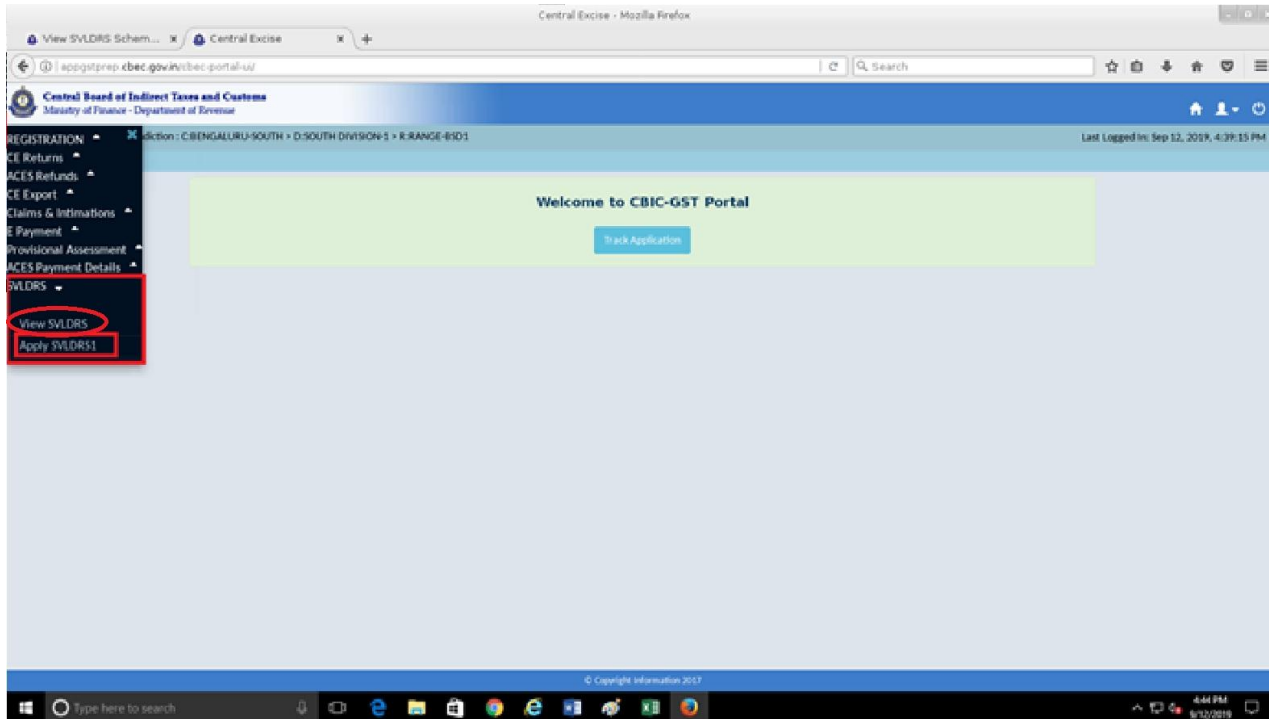 Central Excise - Mozilla Firefox
View SVLDRS Schem... × Central Excise × +
appgstprep.cbec.gov.in/cbec-portal-ui/ Search
Central Board of Indirect Taxes and Customs
Ministry of Finance - Department of Revenue
REGISTRATION diction : C:BENGALURU-SOUTH » D:SOUTH DIVISION-1 » R:RANGE-BSD1 Last Logged In: Sep 12, 2019, 4:39:15 PM
CE Returns
ACES Refunds
CE Export
Claims & Intimations
E Payment
Provisional Assessment
ACES Payment Details
SVLDRS
View SVLDRS
Apply SVLDRS1
Welcome to CBIC-GST Portal
Track Application
© Copyright Information 2017
Type here to search
4:44 PM
9/12/2019